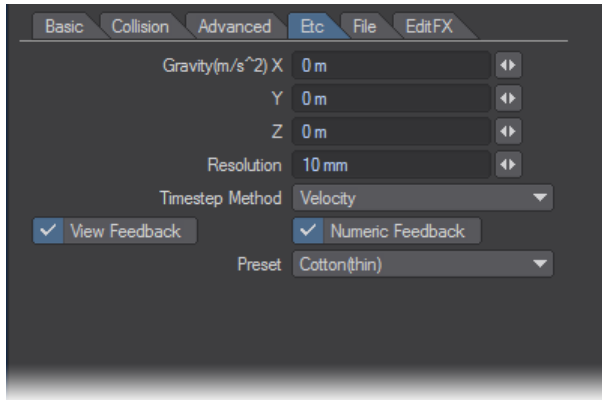 Basic Collision Advanced Etc File EditFX
Gravity(m/s^2) X 0 m
Y 0 m
Z 0 m
Resolution 10 mm
Timestep Method Velocity
View Feedback Numeric Feedback
Preset Cotton(thin)